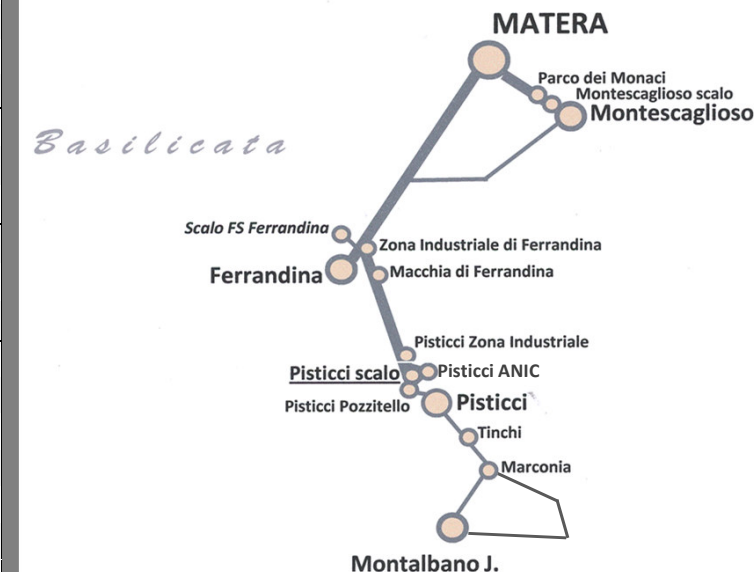 MATERA
Parco dei Monaci
Montescaglioso scalo
Montescaglioso
Basilicata
Scalo FS Ferrandina
Zona Industriale di Ferrandina
Ferrandina
Macchia di Ferrandina
Pisticci Zona Industriale
Pisticci scalo
Pisticci ANIC
Pisticci Pozzitello
Pisticci
Tinchi
Marconia
Montalbano J.